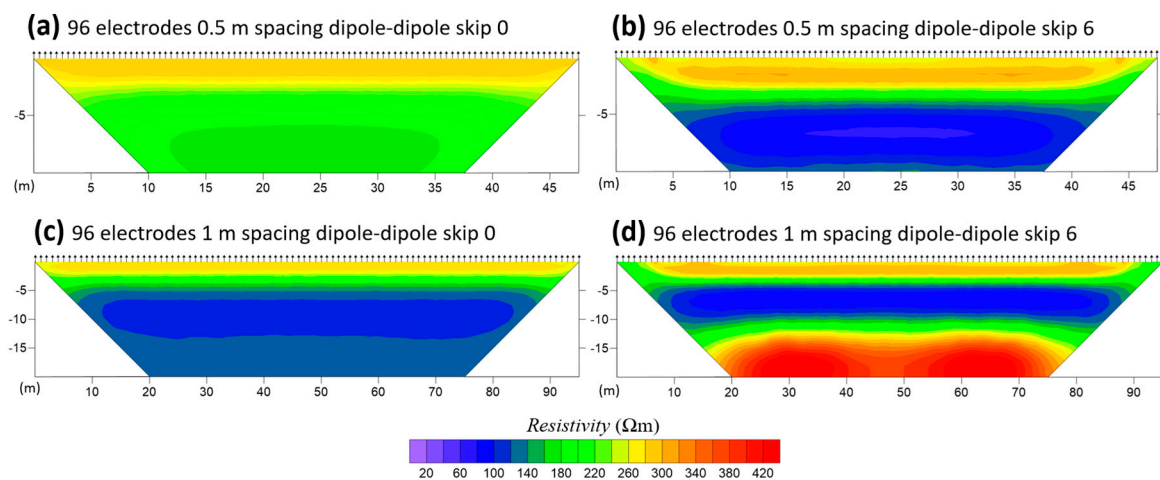 (a) 96 electrodes 0.5 m spacing dipole-dipole skip 0
(b) 96 electrodes 0.5 m spacing dipole-dipole skip 6
-5
-5
(m) 5 10 15 20 25 30 35 40 45
(m) 5 10 15 20 25 30 35 40 45
(c) 96 electrodes 1 m spacing dipole-dipole skip 0
(d) 96 electrodes 1 m spacing dipole-dipole skip 6
-5
-10
-15
-5
-10
-15
(m) 10 20 30 40 50 60 70 80 90
(m) 10 20 30 40 50 60 70 80 90
Resistivity (Ωm)
20 60 100 140 180 220 260 300 340 380 420